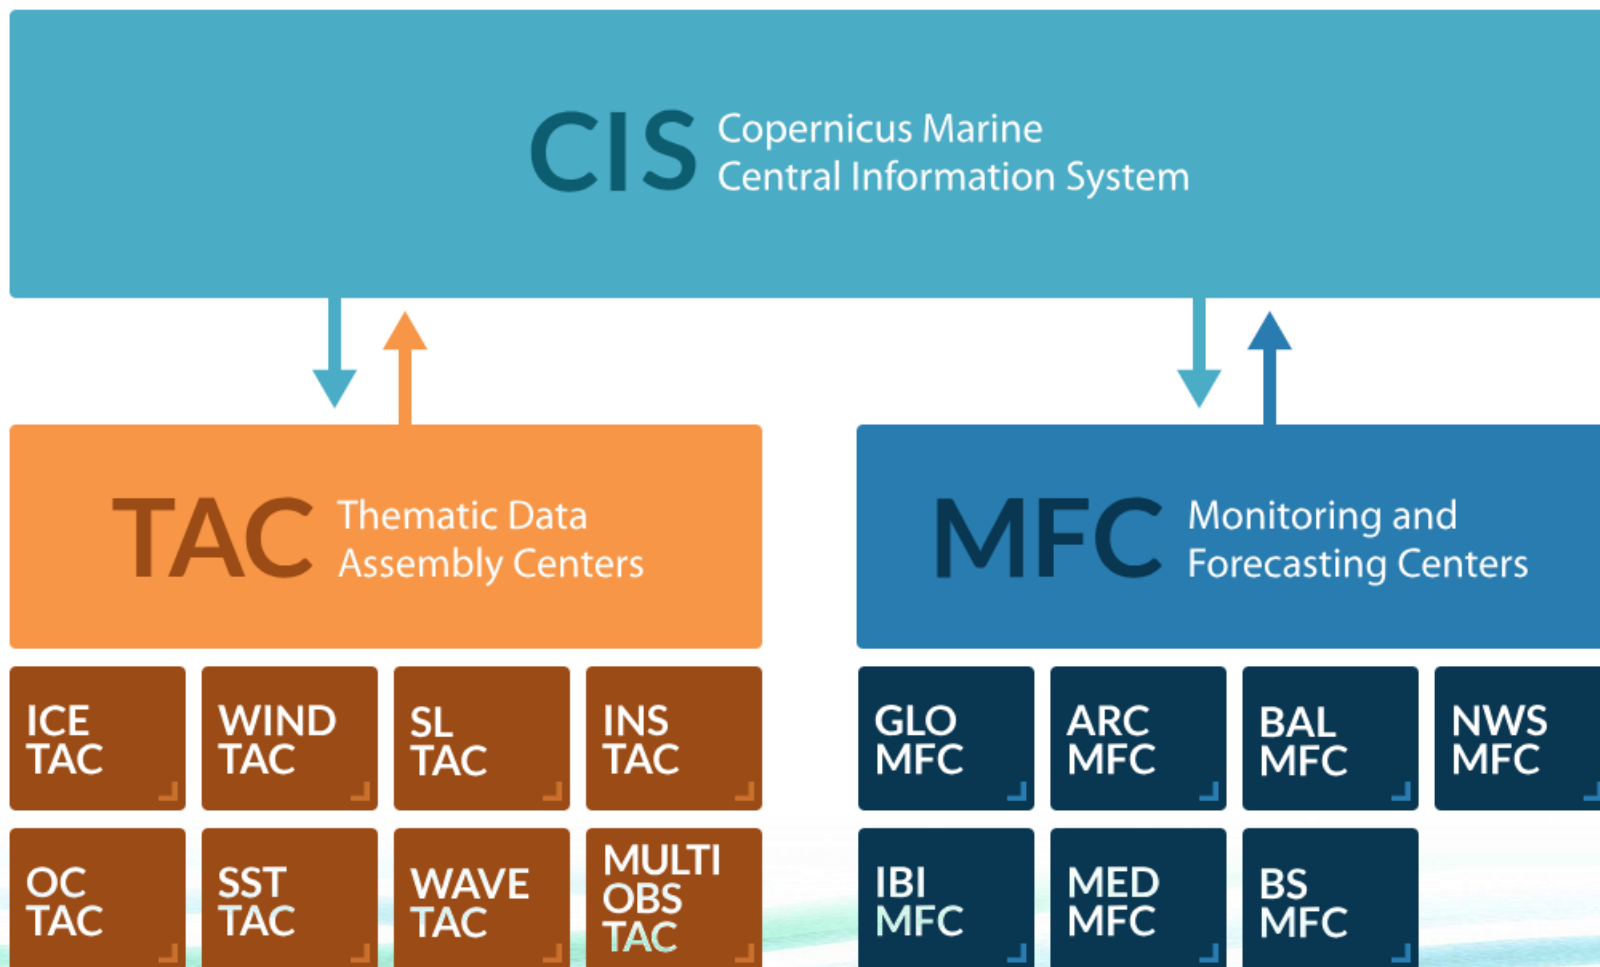 CIS
Copernicus Marine
Central Information System
TAC
Thematic Data
Assembly Centers
MFC
Monitoring and
Forecasting Centers
ICE
TAC
WIND
TAC
SL
TAC
INS
TAC
GLO
MFC
ARC
MFC
BAL
MFC
NWS
MFC
OC
TAC
SST
TAC
WAVE
TAC
MULTI
OBS
TAC
IBI
MFC
MED
MFC
BS
MFC